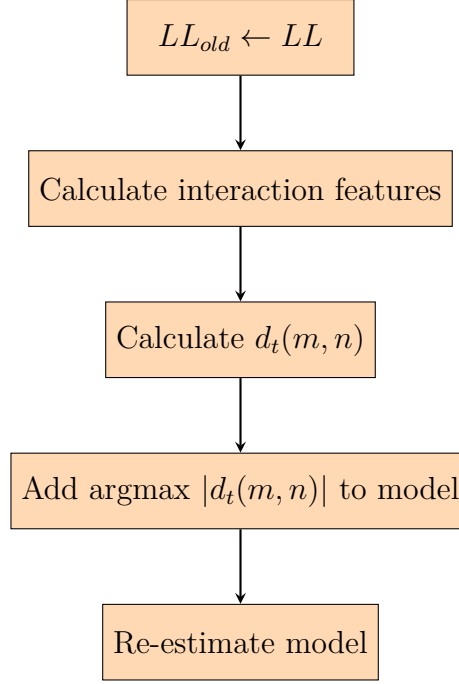 LL_old ← LL
Calculate interaction features
Calculate d_t(m, n)
Add argmax |d_t(m, n)| to model
Re-estimate model